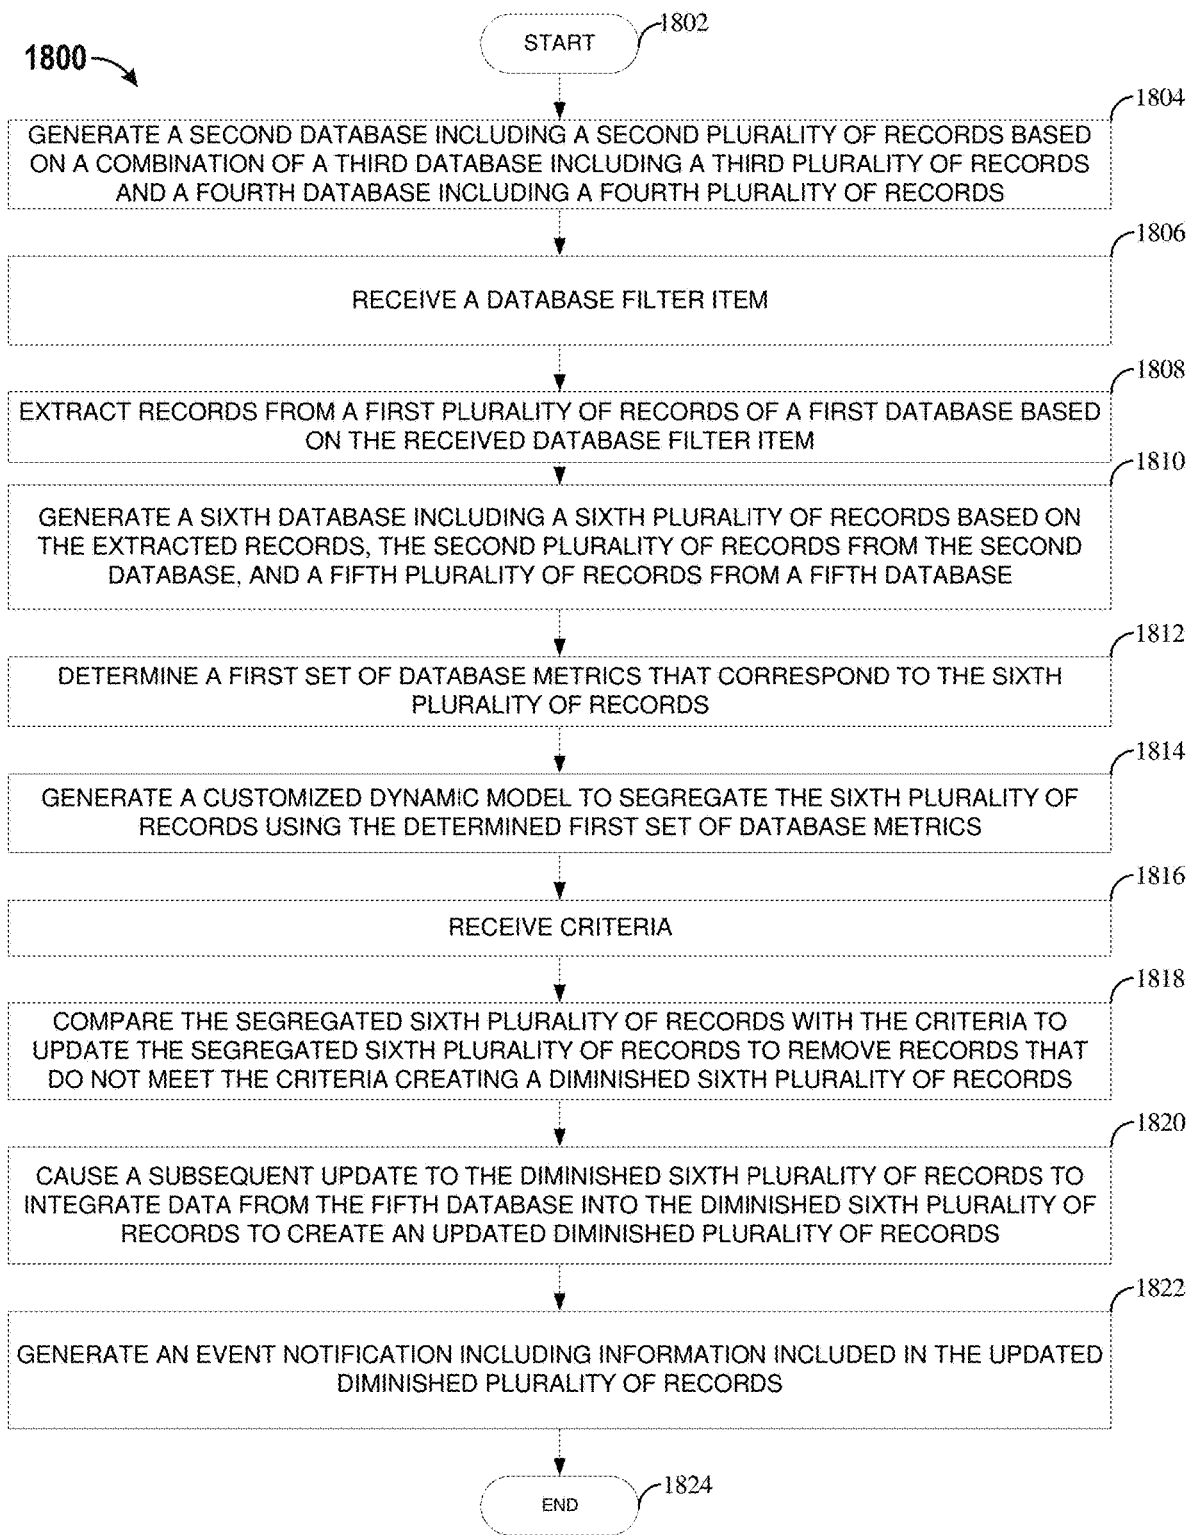 1800
START
1802
1804
GENERATE A SECOND DATABASE INCLUDING A SECOND PLURALITY OF RECORDS BASED
ON A COMBINATION OF A THIRD DATABASE INCLUDING A THIRD PLURALITY OF RECORDS
AND A FOURTH DATABASE INCLUDING A FOURTH PLURALITY OF RECORDS
1806
RECEIVE A DATABASE FILTER ITEM
1808
EXTRACT RECORDS FROM A FIRST PLURALITY OF RECORDS OF A FIRST DATABASE BASED
ON THE RECEIVED DATABASE FILTER ITEM
1810
GENERATE A SIXTH DATABASE INCLUDING A SIXTH PLURALITY OF RECORDS BASED ON
THE EXTRACTED RECORDS, THE SECOND PLURALITY OF RECORDS FROM THE SECOND
DATABASE, AND A FIFTH PLURALITY OF RECORDS FROM A FIFTH DATABASE
1812
DETERMINE A FIRST SET OF DATABASE METRICS THAT CORRESPOND TO THE SIXTH
PLURALITY OF RECORDS
1814
GENERATE A CUSTOMIZED DYNAMIC MODEL TO SEGREGATE THE SIXTH PLURALITY OF
RECORDS USING THE DETERMINED FIRST SET OF DATABASE METRICS
1816
RECEIVE CRITERIA
1818
COMPARE THE SEGREGATED SIXTH PLURALITY OF RECORDS WITH THE CRITERIA TO
UPDATE THE SEGREGATED SIXTH PLURALITY OF RECORDS TO REMOVE RECORDS THAT
DO NOT MEET THE CRITERIA CREATING A DIMINISHED SIXTH PLURALITY OF RECORDS
1820
CAUSE A SUBSEQUENT UPDATE TO THE DIMINISHED SIXTH PLURALITY OF RECORDS TO
INTEGRATE DATA FROM THE FIFTH DATABASE INTO THE DIMINISHED SIXTH PLURALITY OF
RECORDS TO CREATE AN UPDATED DIMINISHED PLURALITY OF RECORDS
1822
GENERATE AN EVENT NOTIFICATION INCLUDING INFORMATION INCLUDED IN THE UPDATED
DIMINISHED PLURALITY OF RECORDS
END
1824